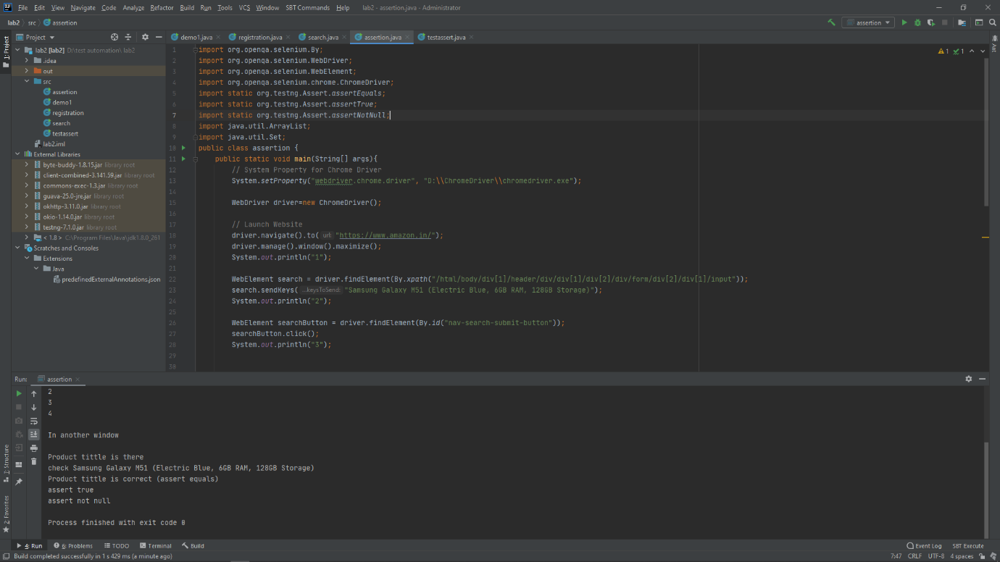 File Edit View Navigate Code Analyze Refactor Build Run Tools VCS Window SBT Commands Help lab2 - assertion.java - Administrator
lab2 src assertion assertion
Project
demo1.java registration.java search.java assertion.java testassert.java
1: Project
lab2 [lab2] D:\test automation\ lab2
.idea
out
src
assertion
demo1
registration
search
testassert
lab2.iml
External Libraries
byte-buddy-1.8.15.jar library root
client-combined-3.141.59.jar library root
commons-exec-1.3.jar library root
guava-25.0-jre.jar library root
okhttp-3.11.0.jar library root
okio-1.14.0.jar library root
testng-7.1.0.jar library root
< 1.8 > C:\Program Files\Java\jdk1.8.0_261
Scratches and Consoles
Extensions
Java
predefinedExternalAnnotations.json
1 import org.openqa.selenium.By;
2 import org.openqa.selenium.WebDriver;
3 import org.openqa.selenium.WebElement;
4 import org.openqa.selenium.chrome.ChromeDriver;
5 import static org.testng.Assert.assertEquals;
6 import static org.testng.Assert.assertTrue;
7 import static org.testng.Assert.assertNotNull;
8 import java.util.ArrayList;
9 import java.util.Set;
10 public class assertion {
11 public static void main(String[] args){
12 // System Property for Chrome Driver
13 System.setProperty("webdriver.chrome.driver", "D:\\ChromeDriver\\chromedriver.exe");
14
15 WebDriver driver=new ChromeDriver();
16
17 // Launch Website
18 driver.navigate().to( url: "https://www.amazon.in/");
19 driver.manage().window().maximize();
20 System.out.println("1");
21
22 WebElement search = driver.findElement(By.xpath("/html/body/div[1]/header/div/div[1]/div[2]/div/form/div[2]/div[1]/input"));
23 search.sendKeys( ...keysToSend: "Samsung Galaxy M51 (Electric Blue, 6GB RAM, 128GB Storage)");
24 System.out.println("2");
25
26 WebElement searchButton = driver.findElement(By.id("nav-search-submit-button"));
27 searchButton.click();
28 System.out.println("3");
29
30
1 1
Ant
Run: assertion
2
3
4
In another window
Product tittle is there
check Samsung Galaxy M51 (Electric Blue, 6GB RAM, 128GB Storage)
Product tittle is correct (assert equals)
assert true
assert not null
Process finished with exit code 0
7: Structure
2: Favorites
4: Run 6: Problems TODO Terminal Build Event Log SBT Execute
Build completed successfully in 1 s 429 ms (a minute ago) 7:47 CRLF UTF-8 4 spaces